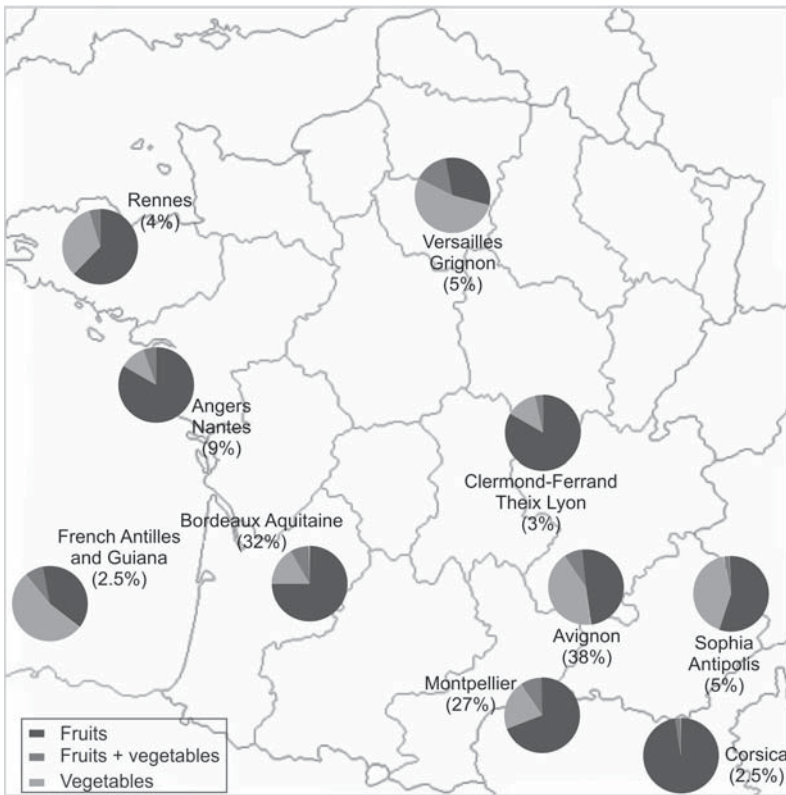 Rennes
(4%)
Versailles
Grignon
(5%)
Angers
Nantes
(9%)
Clermond-Ferrand
Theix Lyon
(3%)
Bordeaux Aquitaine
(32%)
French Antilles
and Guiana
(2.5%)
Avignon
(38%)
Sophia
Antipolis
(5%)
Montpellier
(27%)
Corsica
(2.5%)
Fruits
Fruits + vegetables
Vegetables